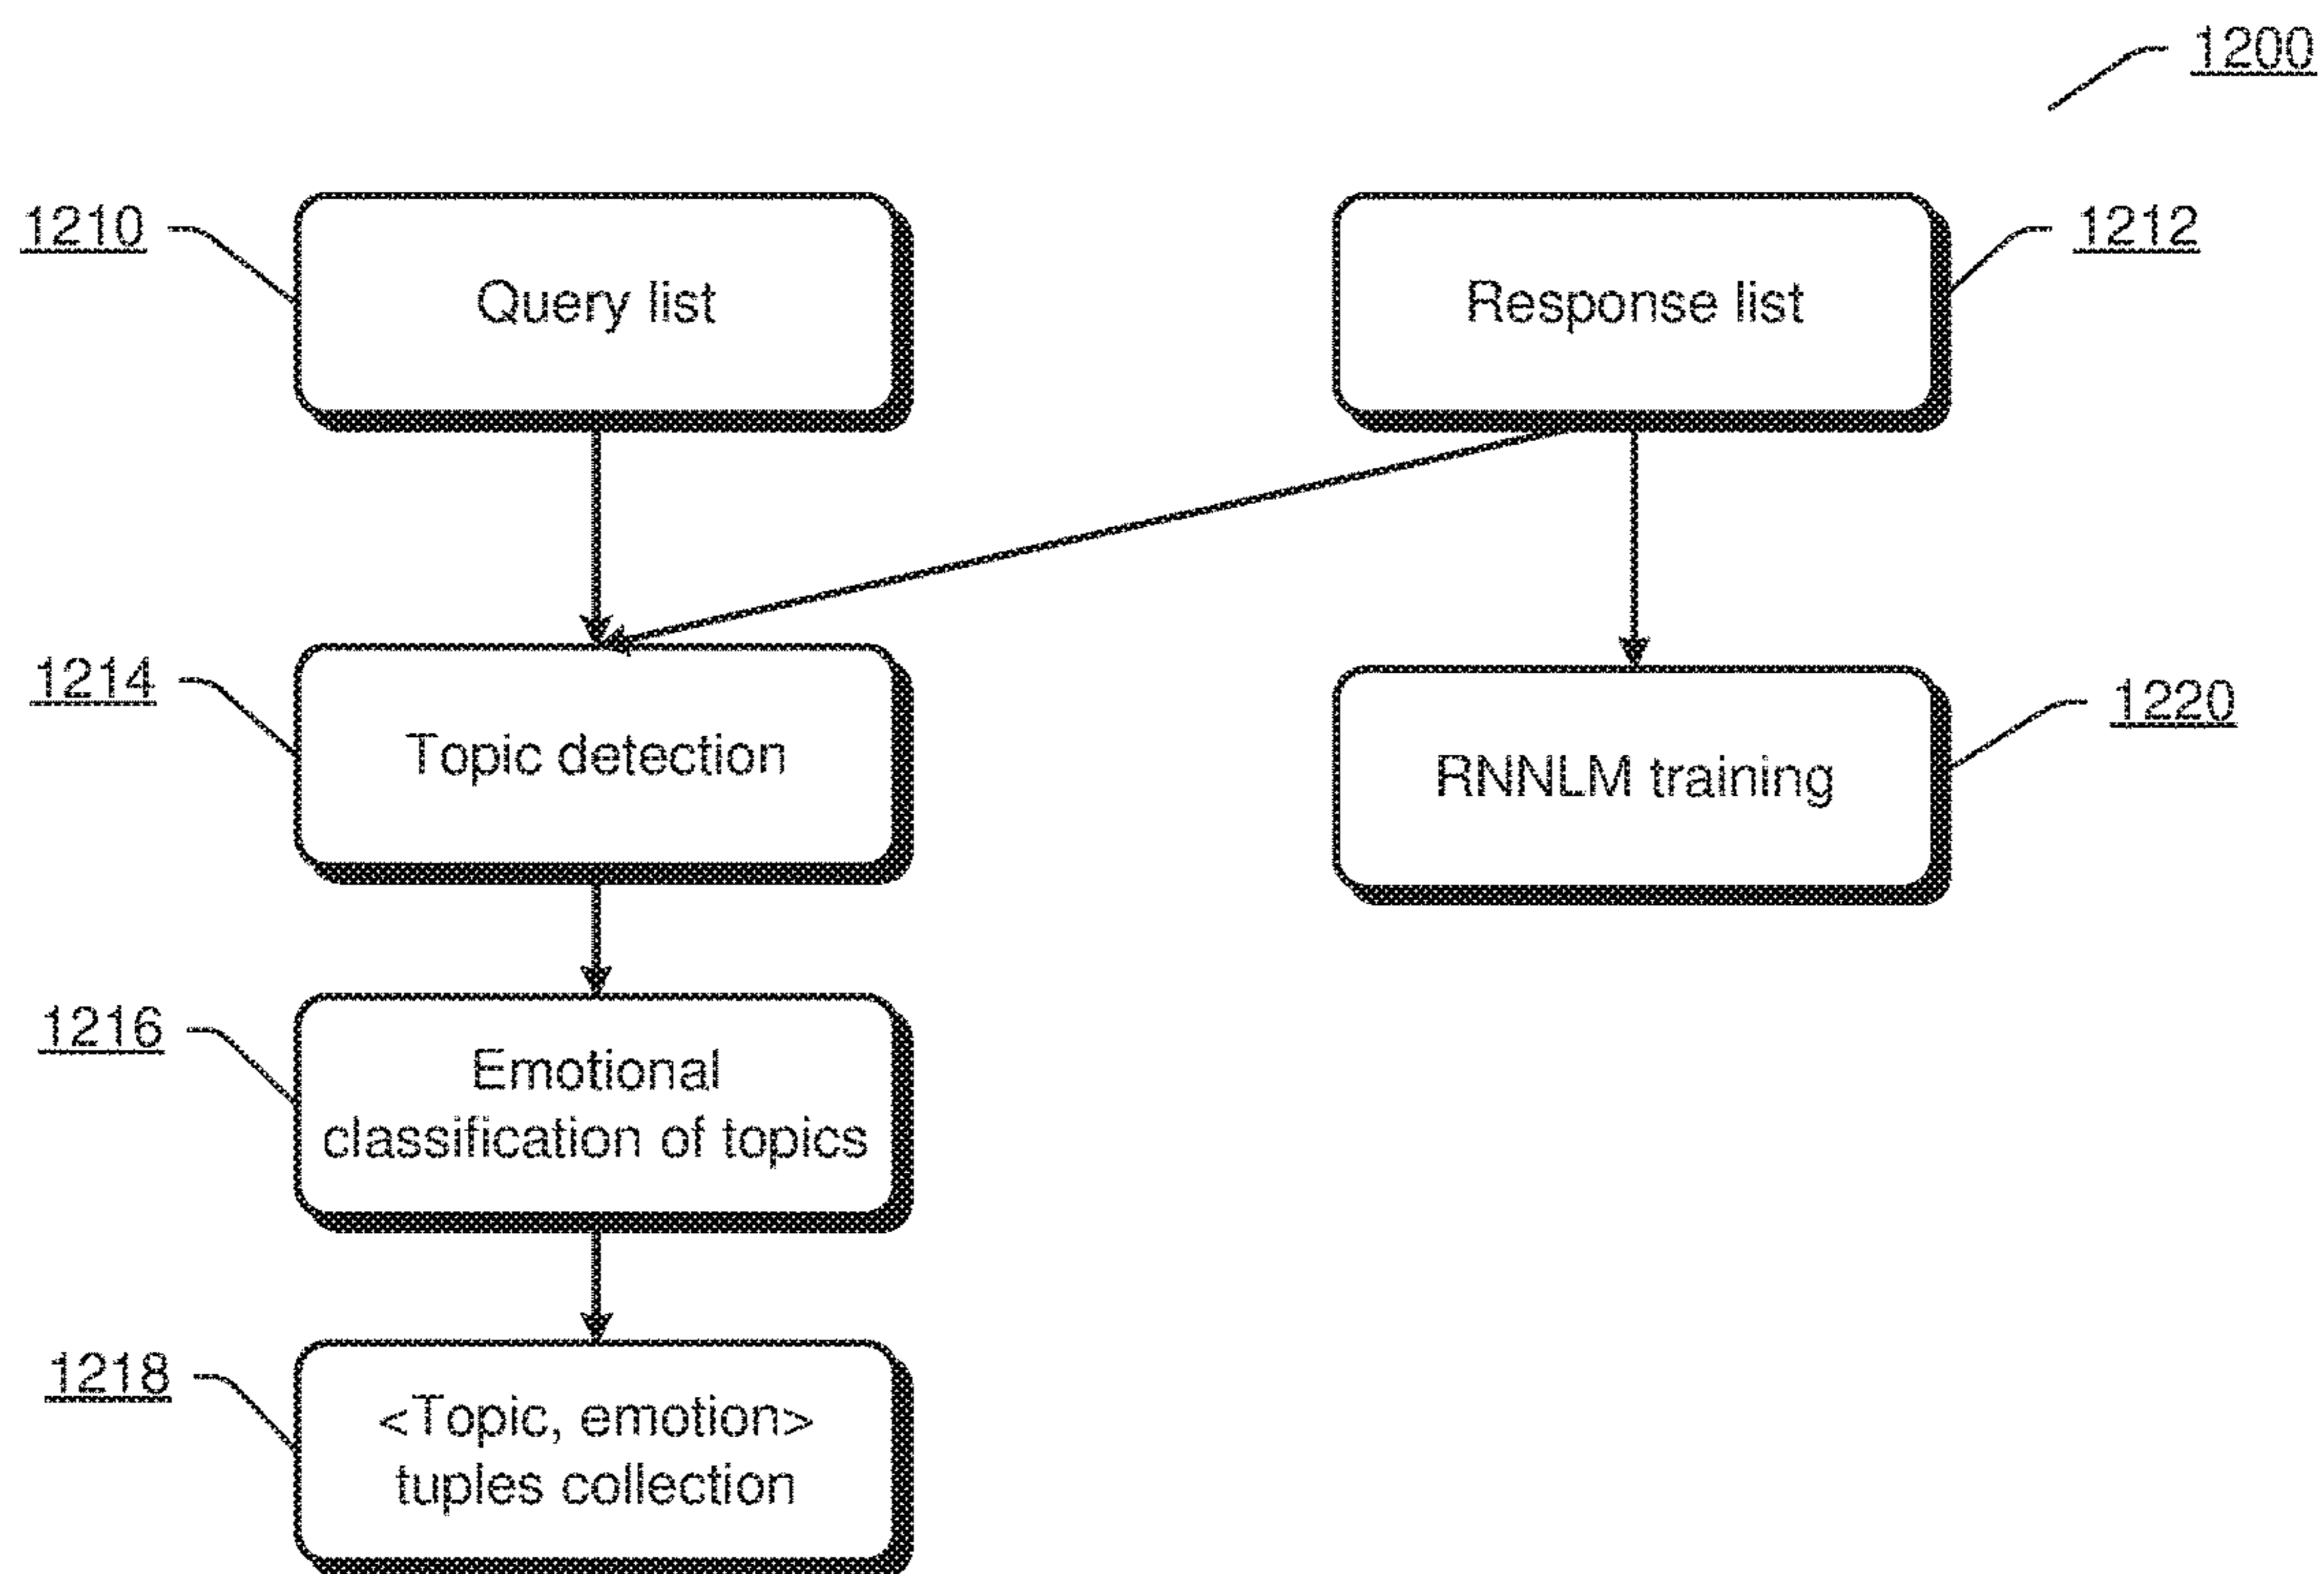 1200
1210
Query list
Response list
1212
1214
Topic detection
RNNLM training
1220
1216
Emotional
classification of topics
1218
<Topic, emotion>
tuples collection